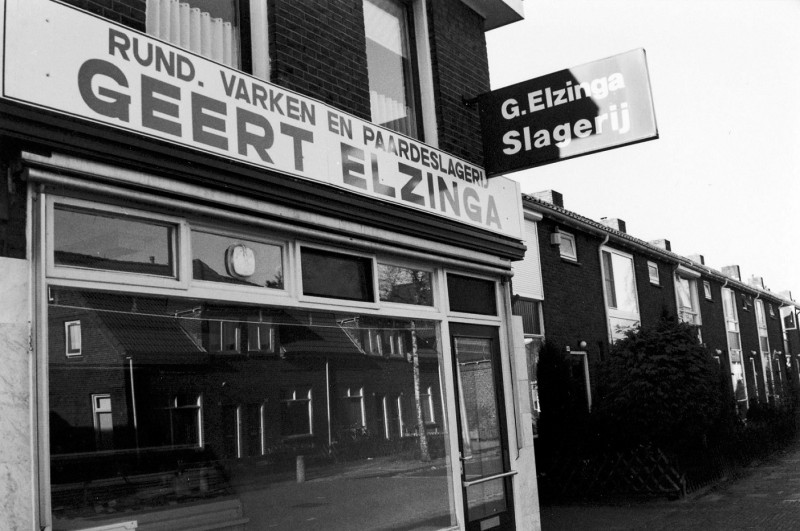 RUND. VARKEN EN PAARDESLAGERIJ
GEERT ELZINGA
G. Elzinga
Slagerij